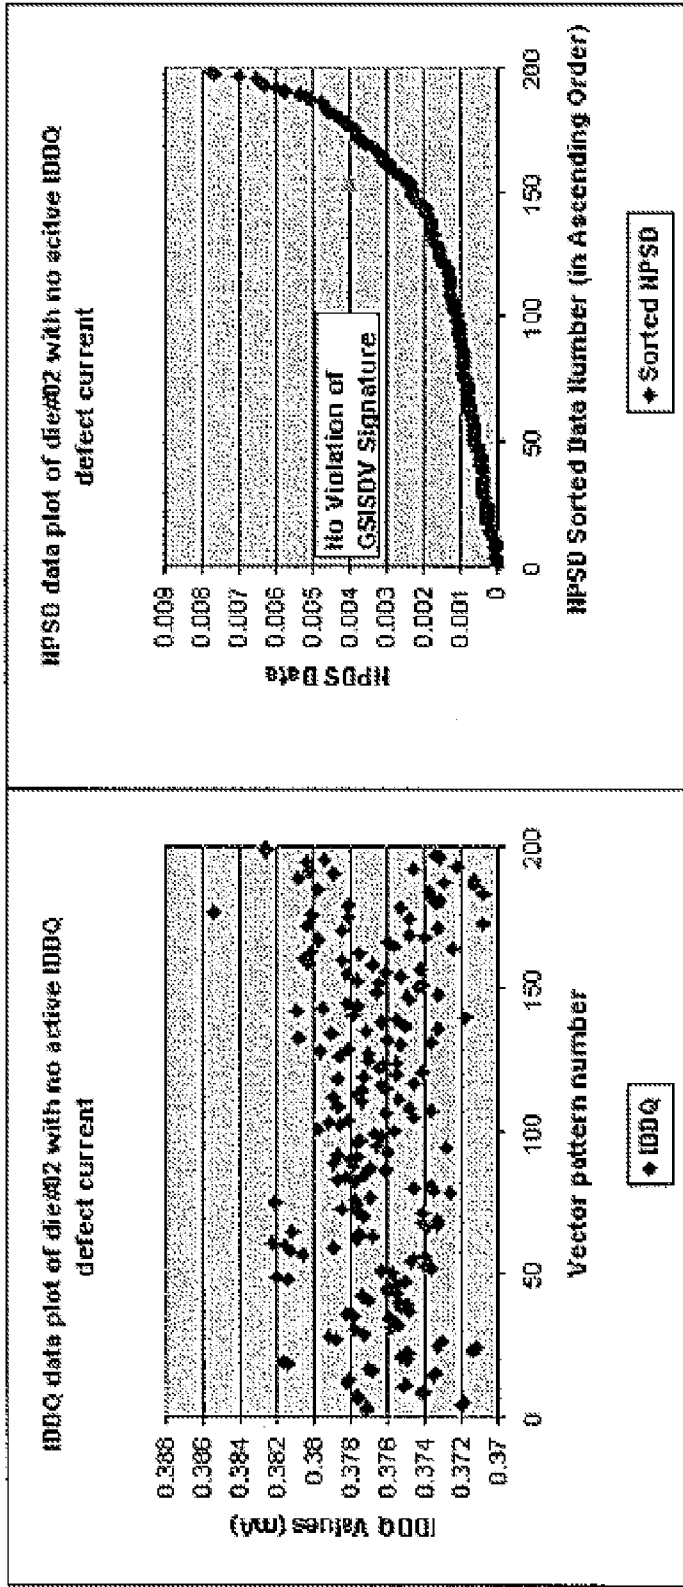 IDDQ data plot of die#02 with no active IDDQ
defect current
IDDQ Values (mA)
0.388
0.386
0.384
0.382
0.38
0.378
0.376
0.374
0.372
0.37
0
50
100
150
200
Vector pattern number
IDDQ
NPSD data plot of die#02 with no active IDDQ
defect current
NPDS Data
0.009
0.008
0.007
0.006
0.005
0.004
0.003
0.002
0.001
0
No Violation of
GSISDV Signature
0
50
100
150
200
NPSD Sorted Data Number (in Ascending Order)
Sorted NPSD